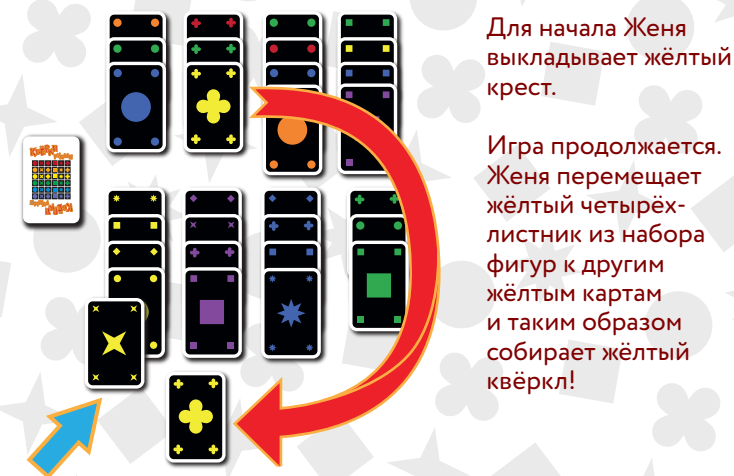 Для начала Женя
выкладывает жёлтый
крест.
Игра продолжается.
Женя перемещает
жёлтый четырёх-
листник из набора
фигур к другим
жёлтым картам
и таким образом
собирает жёлтый
квёркл!